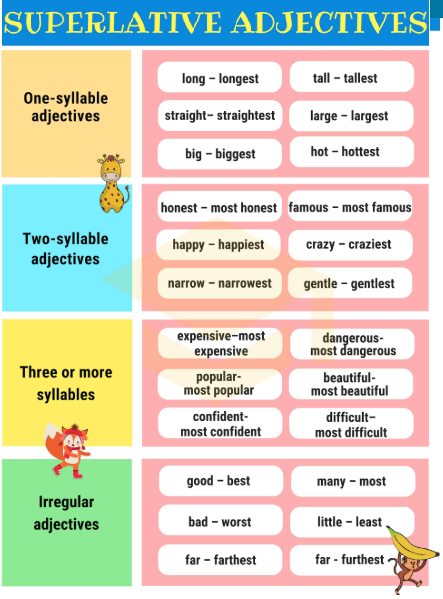 SUPERLATIVE ADJECTIVES
One-syllable
adjectives
long – longest
tall – tallest
straight– straightest
large – largest
big – biggest
hot – hottest
Two-syllable
adjectives
honest – most honest
famous – most famous
happy – happiest
crazy – craziest
narrow – narrowest
gentle – gentlest
Three or more
syllables
expensive–most
expensive
dangerous-
most dangerous
popular-
most popular
beautiful-
most beautiful
confident-
most confident
difficult–
most difficult
Irregular
adjectives
good – best
many – most
bad – worst
little – least
far – farthest
far - furthest